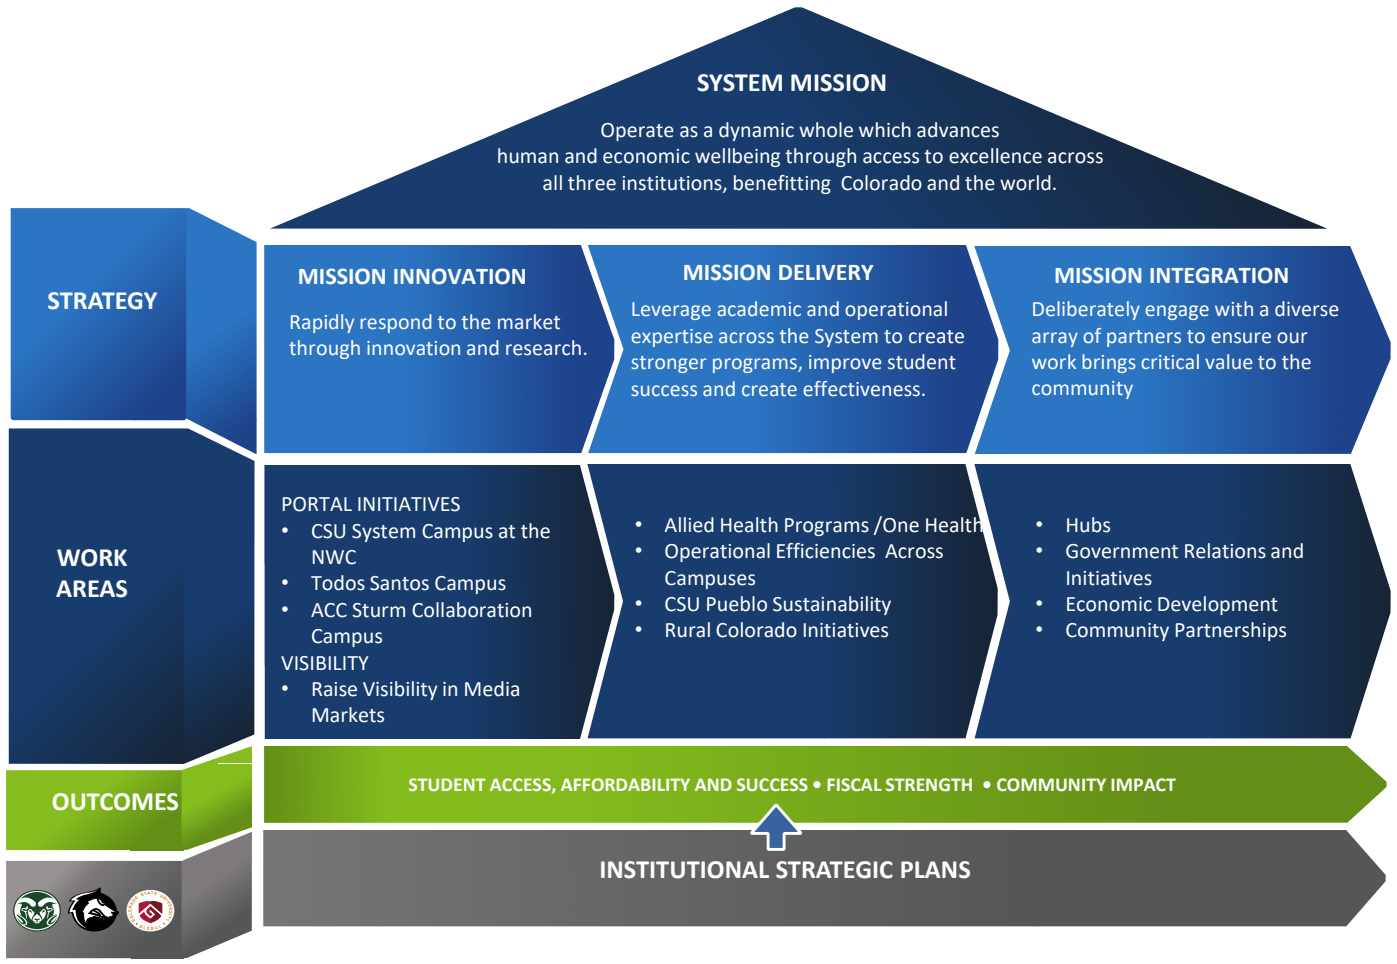 SYSTEM MISSION
Operate as a dynamic whole which advances
human and economic wellbeing through access to excellence across
all three institutions, benefitting Colorado and the world.
STRATEGY
MISSION INNOVATION
Rapidly respond to the market
through innovation and research.
MISSION DELIVERY
Leverage academic and operational
expertise across the System to create
stronger programs, improve student
success and create effectiveness.
MISSION INTEGRATION
Deliberately engage with a diverse
array of partners to ensure our
work brings critical value to the
community
WORK
AREAS
PORTAL INITIATIVES
• CSU System Campus at the
NWC
• Todos Santos Campus
• ACC Sturm Collaboration
Campus
VISIBILITY
• Raise Visibility in Media
Markets
• Allied Health Programs /One Health
• Operational Efficiencies Across
Campuses
• CSU Pueblo Sustainability
• Rural Colorado Initiatives
• Hubs
• Government Relations and
Initiatives
• Economic Development
• Community Partnerships
OUTCOMES
STUDENT ACCESS, AFFORDABILITY AND SUCCESS • FISCAL STRENGTH • COMMUNITY IMPACT
INSTITUTIONAL STRATEGIC PLANS
COLORADO STATE UNIVERSITY
GLOBAL